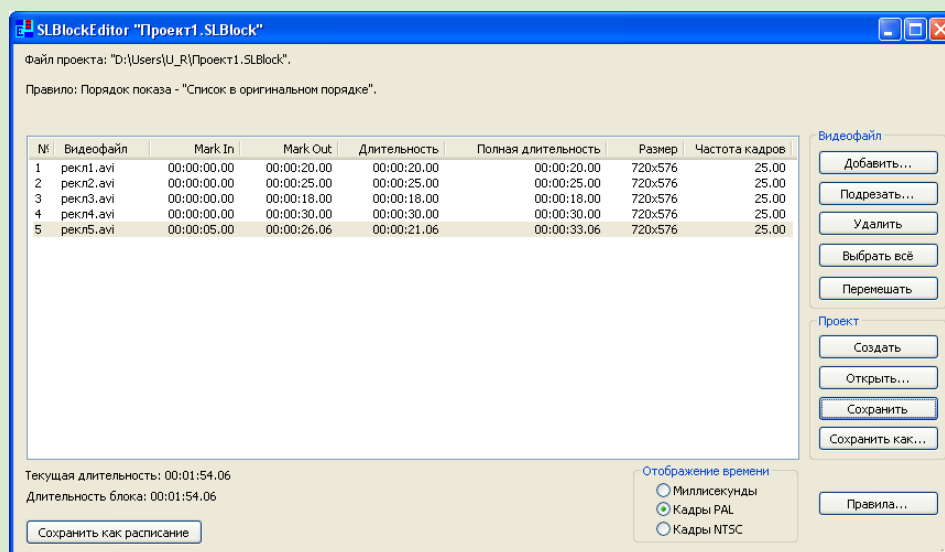 SLBlockEditor "Проект1.SLBlock"
Файл проекта: "D:\Users\U_R\Проект1.SLBlock".
Правило: Порядок показа - "Список в оригинальном порядке".
№ Видеофайл Mark In Mark Out Длительность Полная длительность Размер Частота кадров
1 рекл1.avi 00:00:00.00 00:00:20.00 00:00:20.00 00:00:20.00 720x576 25.00
2 рекл2.avi 00:00:00.00 00:00:25.00 00:00:25.00 00:00:25.00 720x576 25.00
3 рекл3.avi 00:00:00.00 00:00:18.00 00:00:18.00 00:00:18.00 720x576 25.00
4 рекл4.avi 00:00:00.00 00:00:30.00 00:00:30.00 00:00:30.00 720x576 25.00
5 рекл5.avi 00:00:05.00 00:00:26.06 00:00:21.06 00:00:33.06 720x576 25.00
Видеофайл
Добавить...
Подрезать...
Удалить
Выбрать всё
Перемешать
Проект
Создать
Открыть...
Сохранить
Сохранить как...
Текущая длительность: 00:01:54.06
Длительность блока: 00:01:54.06
Сохранить как расписание
Отображение времени
Миллисекунды
Кадры PAL
Кадры NTSC
Правила...